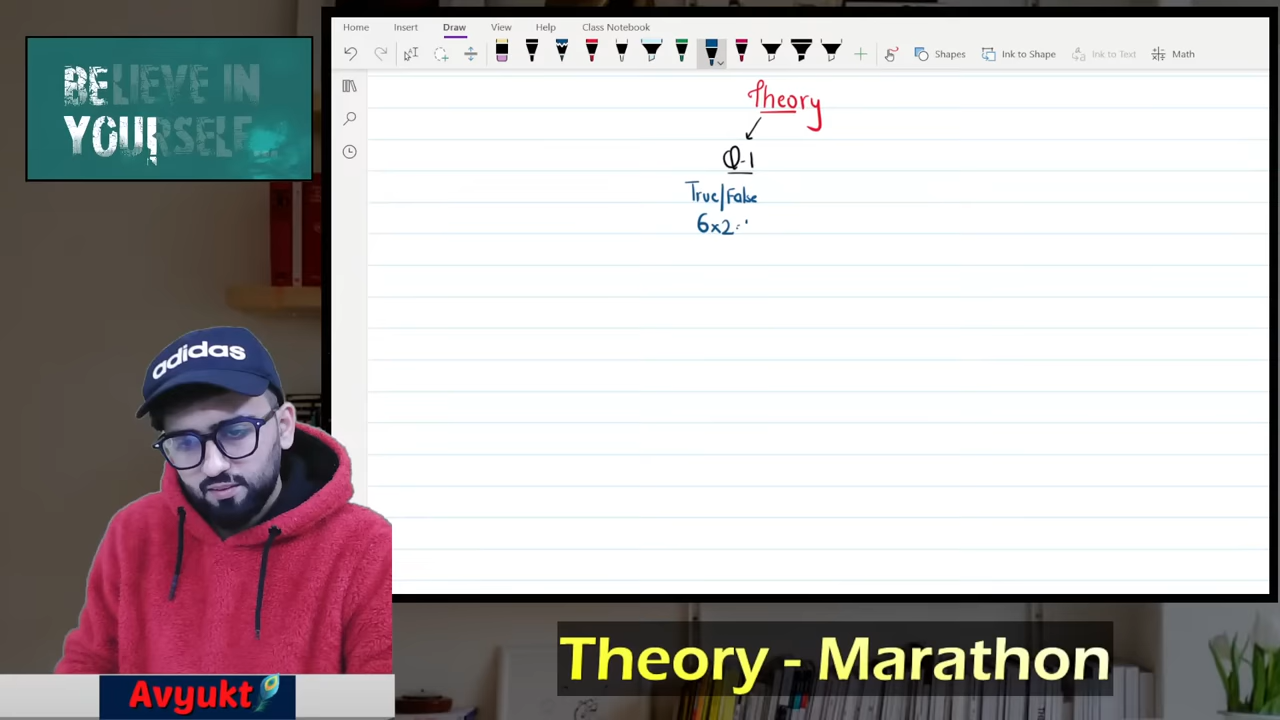 BELIEVE IN
YOURSELF...
Home Insert Draw View Help Class Notebook
Shapes Ink to Shape Ink to Text Math
Theory
Q-1
True/False
6x2
adidas
Theory - Marathon
Avyukt